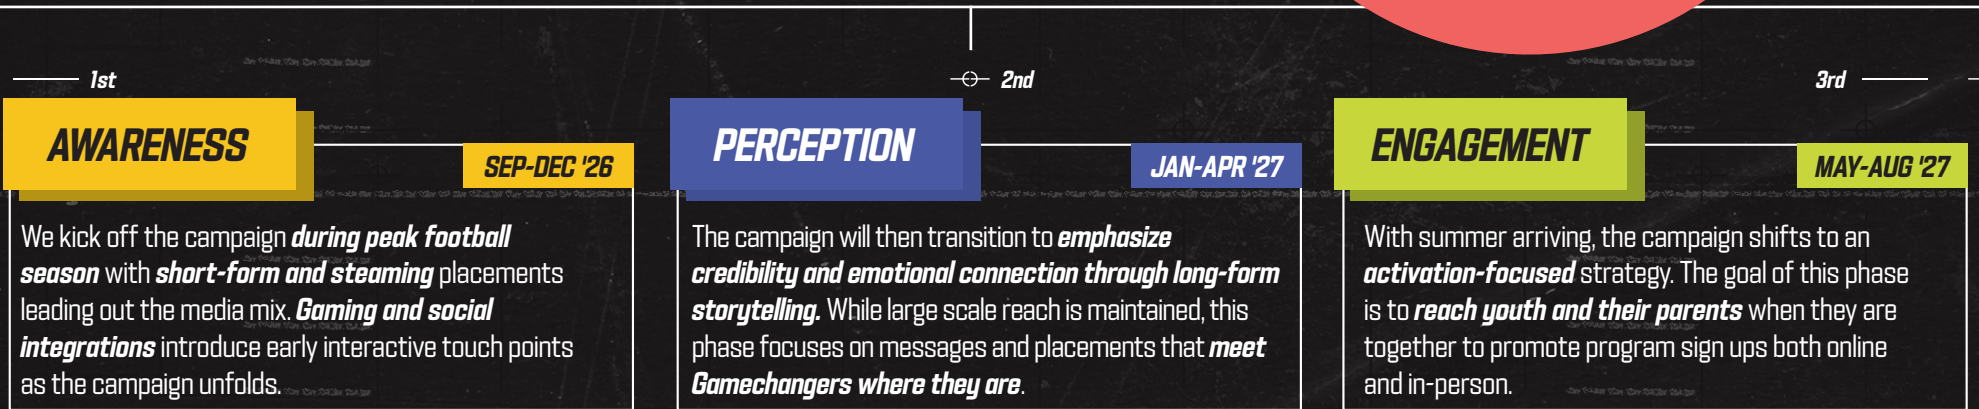 1st
AWARENESS
SEP-DEC '26
We kick off the campaign during peak football
season with short-form and steaming placements
leading out the media mix. Gaming and social
integrations introduce early interactive touch points
as the campaign unfolds.
2nd
PERCEPTION
JAN-APR '27
The campaign will then transition to emphasize
credibility and emotional connection through long-form
storytelling. While large scale reach is maintained, this
phase focuses on messages and placements that meet
Gamechangers where they are.
3rd
ENGAGEMENT
MAY-AUG '27
With summer arriving, the campaign shifts to an
activation-focused strategy. The goal of this phase
is to reach youth and their parents when they are
together to promote program sign ups both online
and in-person.